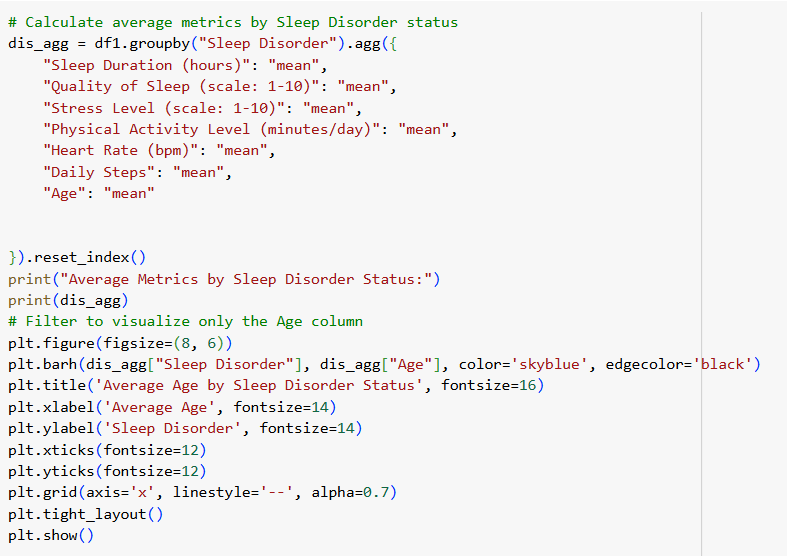 # Calculate average metrics by Sleep Disorder status
dis_agg = df1.groupby("Sleep Disorder").agg({
    "Sleep Duration (hours)": "mean",
    "Quality of Sleep (scale: 1-10)": "mean",
    "Stress Level (scale: 1-10)": "mean",
    "Physical Activity Level (minutes/day)": "mean",
    "Heart Rate (bpm)": "mean",
    "Daily Steps": "mean",
    "Age": "mean"
}).reset_index()
print("Average Metrics by Sleep Disorder Status:")
print(dis_agg)
# Filter to visualize only the Age column
plt.figure(figsize=(8, 6))
plt.barh(dis_agg["Sleep Disorder"], dis_agg["Age"], color='skyblue', edgecolor='black')
plt.title('Average Age by Sleep Disorder Status', fontsize=16)
plt.xlabel('Average Age', fontsize=14)
plt.ylabel('Sleep Disorder', fontsize=14)
plt.xticks(fontsize=12)
plt.yticks(fontsize=12)
plt.grid(axis='x', linestyle='--', alpha=0.7)
plt.tight_layout()
plt.show()